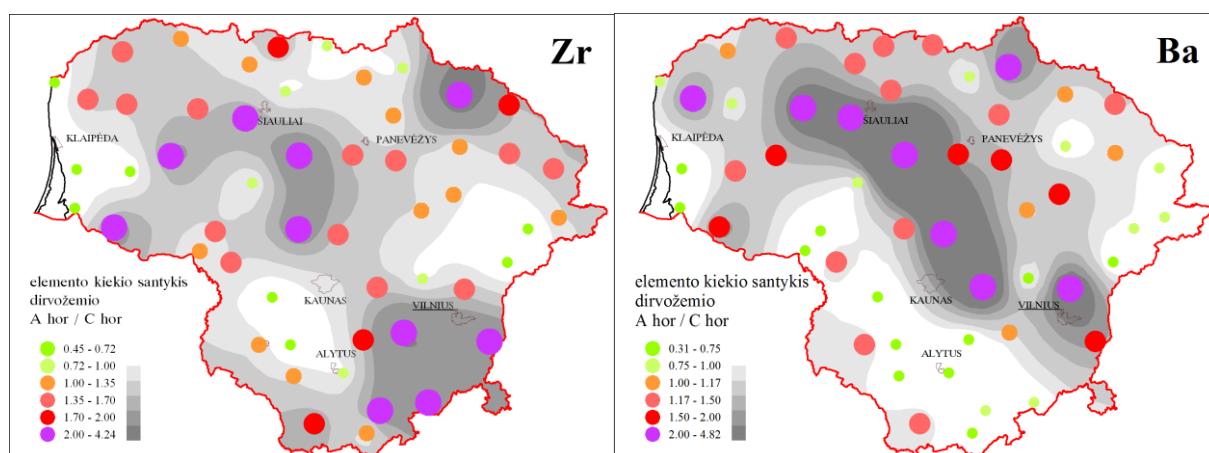 Zr
ŠIAULIAI
KLAIPĖDA
PANEVĖŽYS
elemento kiekio santykis
dirvožemio
A hor / C hor
KAUNAS
VILNIUS
ALYTUS
0.45 - 0.72
0.72 - 1.00
1.00 - 1.35
1.35 - 1.70
1.70 - 2.00
2.00 - 4.24
Ba
ŠIAULIAI
KLAIPĖDA
PANEVĖŽYS
elemento kiekio santykis
dirvožemio
A hor / C hor
KAUNAS
VILNIUS
ALYTUS
0.31 - 0.75
0.75 - 1.00
1.00 - 1.17
1.17 - 1.50
1.50 - 2.00
2.00 - 4.82